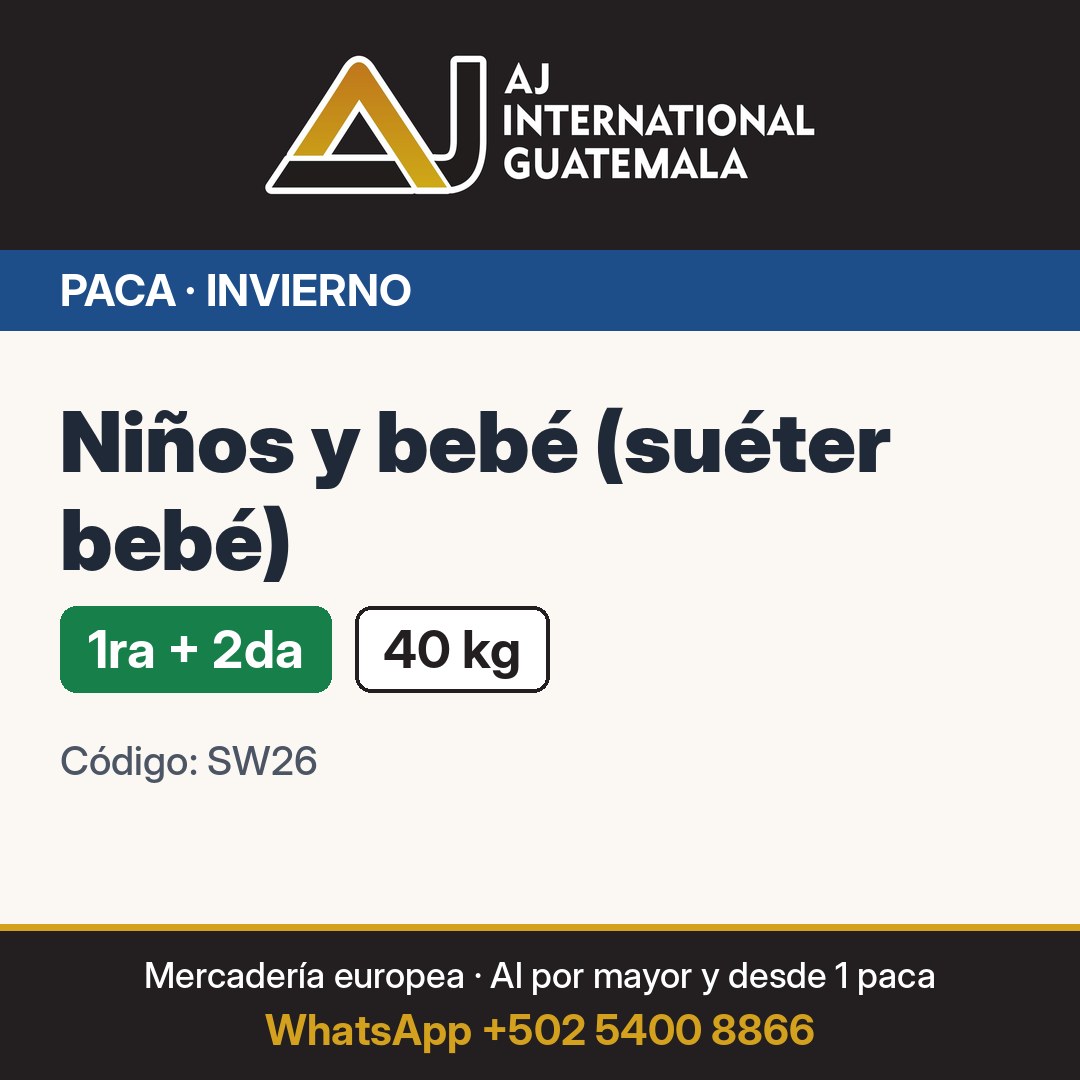 AJ
AJ
INTERNATIONAL
GUATEMALA
PACA · INVIERNO
Niños y bebé (suéter
bebé)
1ra + 2da
40 kg
Código: SW26
Mercadería europea · Al por mayor y desde 1 paca
WhatsApp +502 5400 8866